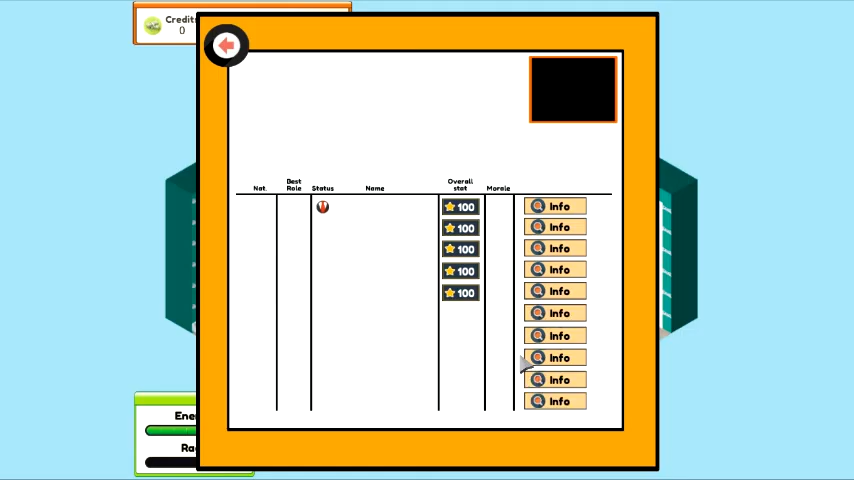 Credits
0
Nat.
Best
Role
Status
Name
Overall
stat
Morale
100
Info
100
Info
100
Info
100
Info
100
Info
Info
Info
Info
Info
Info
Ene
Ra